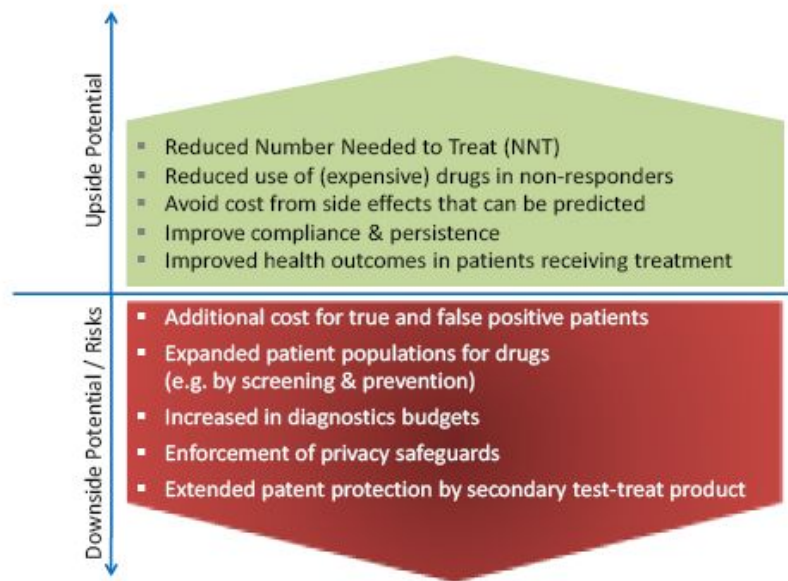 Upside Potential
▪ Reduced Number Needed to Treat (NNT)
▪ Reduced use of (expensive) drugs in non-responders
▪ Avoid cost from side effects that can be predicted
▪ Improve compliance & persistence
▪ Improved health outcomes in patients receiving treatment
Downside Potential / Risks
▪ Additional cost for true and false positive patients
▪ Expanded patient populations for drugs
(e.g. by screening & prevention)
▪ Increased in diagnostics budgets
▪ Enforcement of privacy safeguards
▪ Extended patent protection by secondary test-treat product